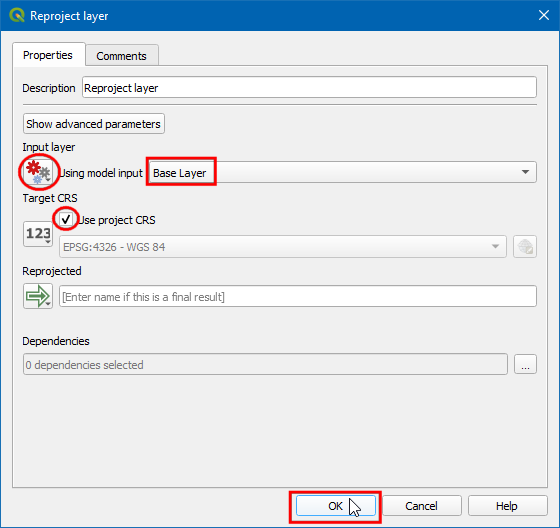 Reproject layer
Properties
Comments
Description
Reproject layer
Show advanced parameters
Input layer
Using model input
Base Layer
Target CRS
Use project CRS
123
EPSG:4326 - WGS 84
Reprojected
[Enter name if this is a final result]
Dependencies
0 dependencies selected
...
OK
Cancel
Help